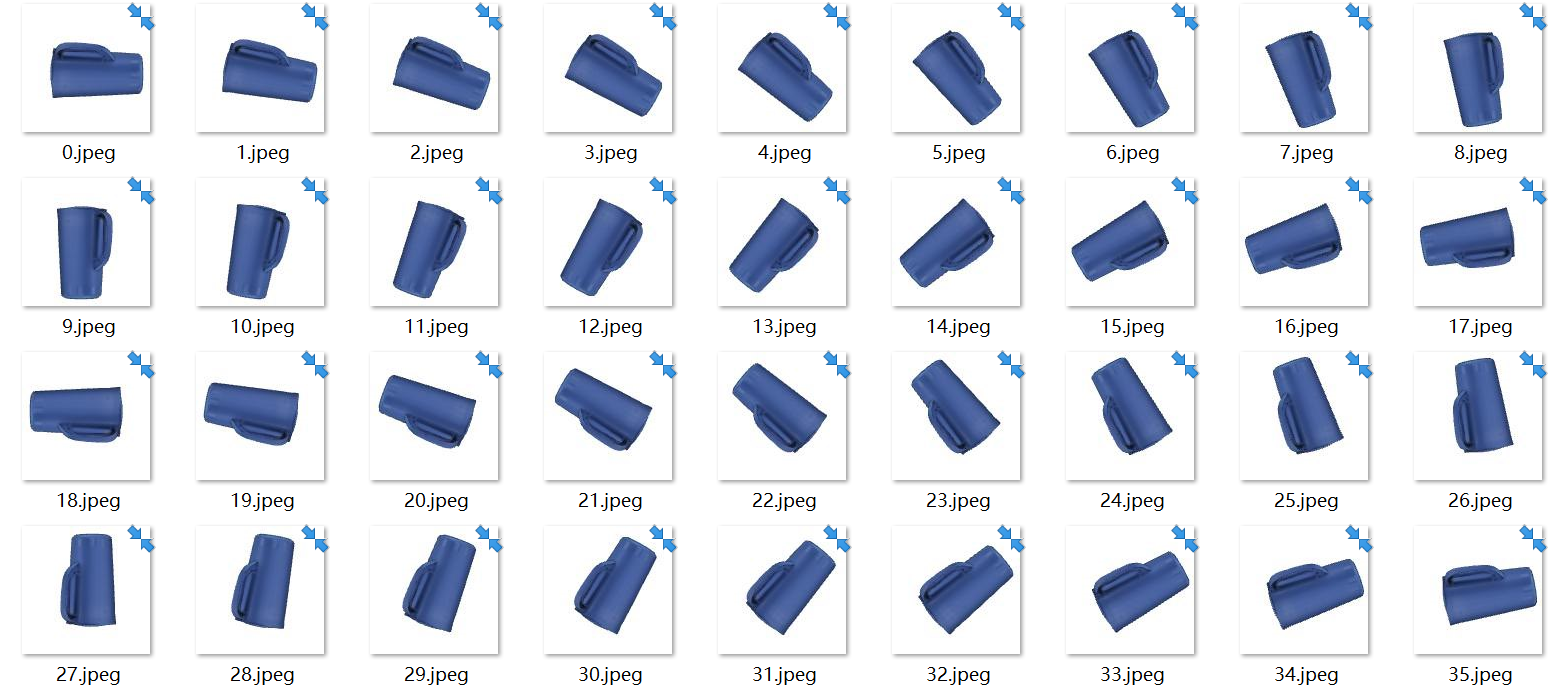 0.jpeg 1.jpeg 2.jpeg 3.jpeg 4.jpeg 5.jpeg 6.jpeg 7.jpeg 8.jpeg
9.jpeg 10.jpeg 11.jpeg 12.jpeg 13.jpeg 14.jpeg 15.jpeg 16.jpeg 17.jpeg
18.jpeg 19.jpeg 20.jpeg 21.jpeg 22.jpeg 23.jpeg 24.jpeg 25.jpeg 26.jpeg
27.jpeg 28.jpeg 29.jpeg 30.jpeg 31.jpeg 32.jpeg 33.jpeg 34.jpeg 35.jpeg